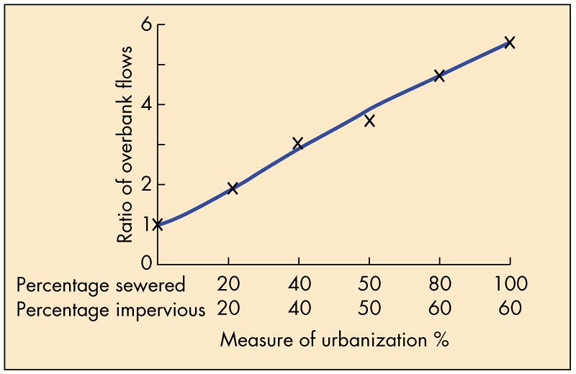 Ratio of overbank flows
6
4
2
1
0
Percentage sewered 20 40 50 80 100
Percentage impervious 20 40 50 60 60
Measure of urbanization %